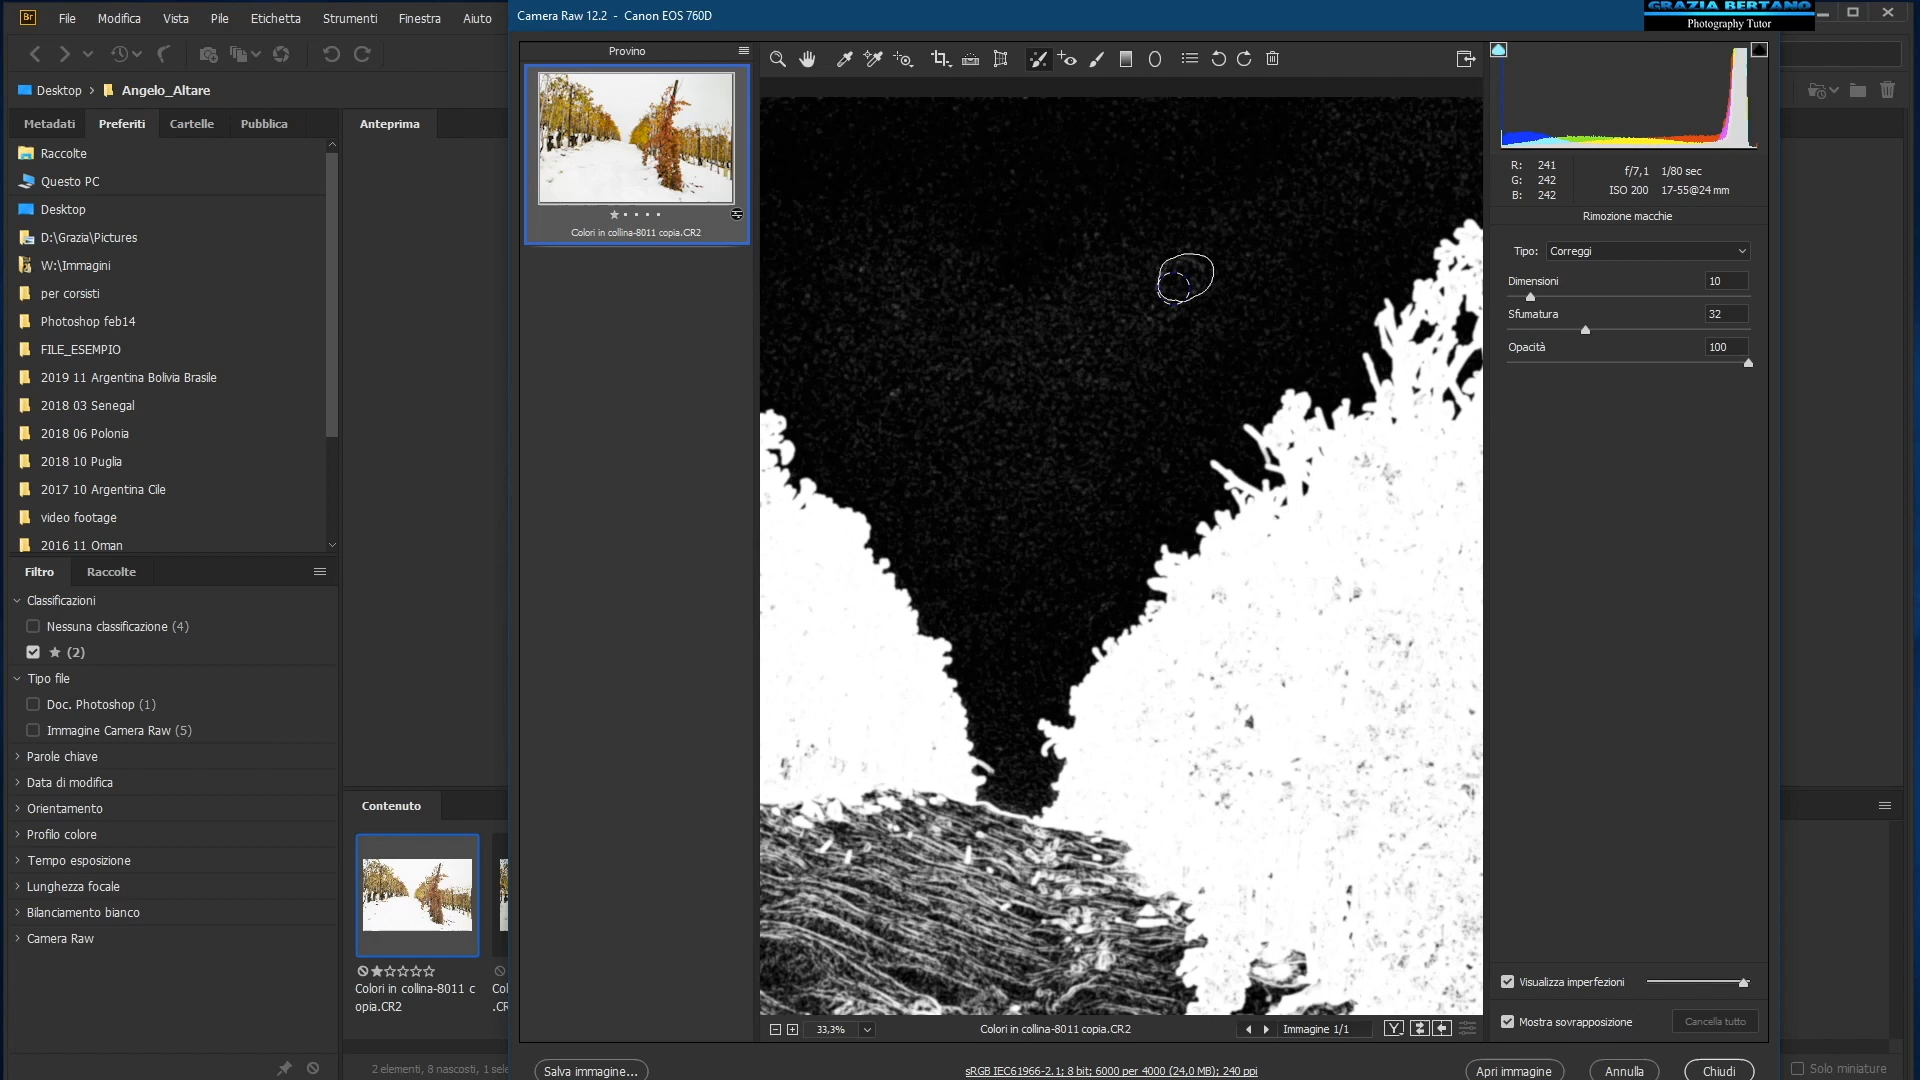 Br File Modifica Vista Pile Etichetta Strumenti Finestra Aiuto
Camera Raw 12.2 - Canon EOS 760D
GRAZIA BERTANO
Photography Tutor
Desktop > Angelo_Altare
Metadati Preferiti Cartelle Pubblica
Anteprima
Raccolte
Questo PC
Desktop
D:\Grazia\Pictures
W:\Immagini
per corsisti
Photoshop feb14
FILE_ESEMPIO
2019 11 Argentina Bolivia Brasile
2018 03 Senegal
2018 06 Polonia
2018 10 Puglia
2017 10 Argentina Cile
video footage
2016 11 Oman
Filtro Raccolte
Classificazioni
Nessuna classificazione (4)
★ (2)
Tipo file
Doc. Photoshop (1)
Immagine Camera Raw (5)
Parole chiave
Data di modifica
Orientamento
Profilo colore
Tempo esposizione
Lunghezza focale
Bilanciamento bianco
Camera Raw
Contenuto
Colori in collina-8011 c
opia.CR2
Col
.CR
2 elementi, 8 nascosti, 1 sele
Provino
Colori in collina-8011 copia.CR2
33,3%
Colori in collina-8011 copia.CR2
Immagine 1/1
Y
Salva immagine...
sRGB IEC61966-2.1; 8 bit; 6000 per 4000 (24,0 MB); 240 ppi
Apri immagine Annulla Chiudi
R: 241
G: 242
B: 242
f/7,1 1/80 sec
ISO 200 17-55@24 mm
Rimozione macchie
Tipo: Correggi
Dimensioni 10
Sfumatura 32
Opacità 100
Visualizza imperfezioni
Mostra sovrapposizione
Cancella tutto
Solo miniature